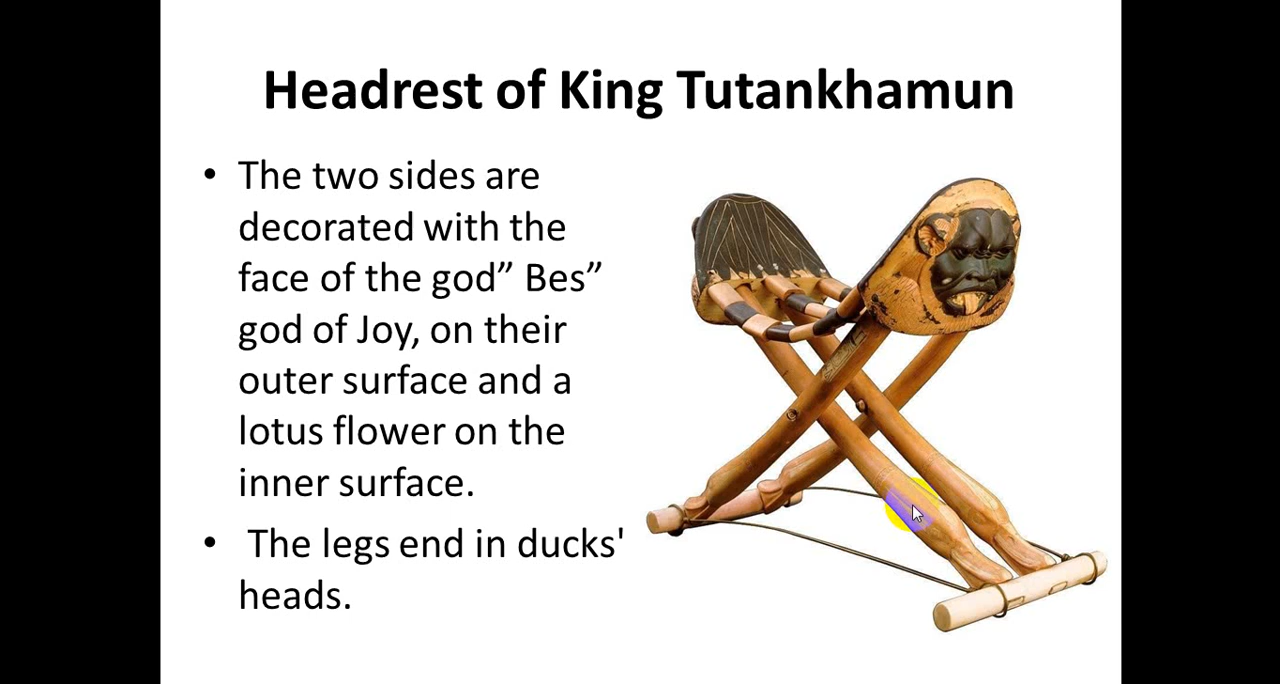 Headrest of King Tutankhamun
• The two sides are
decorated with the
face of the god” Bes”
god of Joy, on their
outer surface and a
lotus flower on the
inner surface.
• The legs end in ducks'
heads.